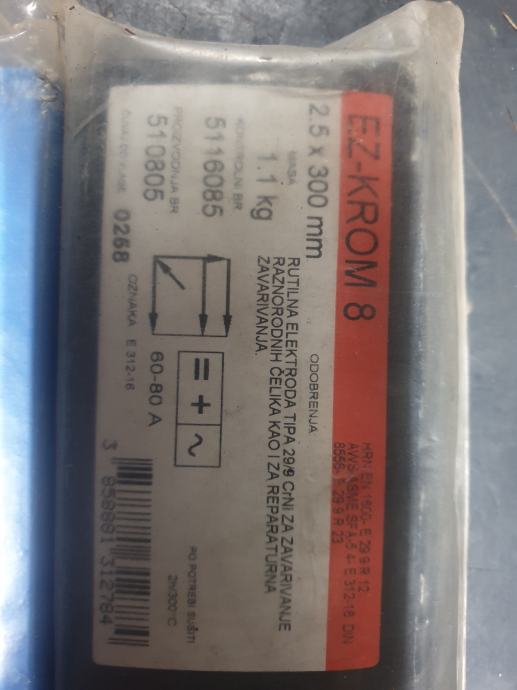 EZ-KROM 8
HRN EN 1600- E 29 9 R 12
AWS-ASME SFA-5 4- E 312-16 DIN
8556- E 29 9 R 23
2.5 x 300 mm
ODOBRENJA
MASA
1.1 kg
RUTILNA ELEKTRODA TIPA 29/9 CrNi ZA ZAVARIVANJE
RAZNORODNIH ČELIKA KAO I ZA REPARATURNA
ZAVARIVANJA.
KONTROLNI BR
5116085
= + ~
PO POTREBI SUŠITI
2h/300°C
PROIZVODNJA BR
510805
60-80 A
0268
OZNAKA E 312-16
3 858881 312784